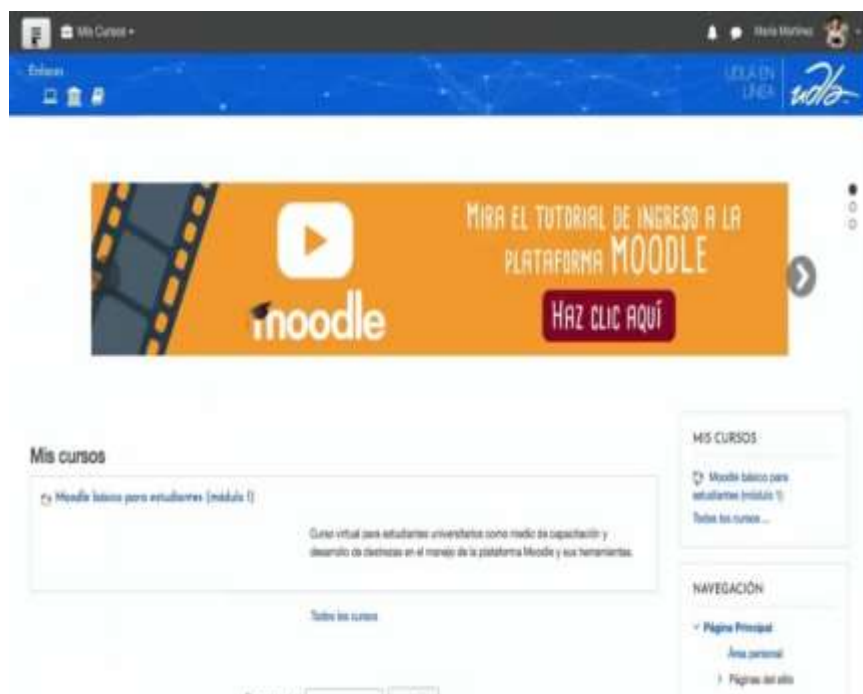 Mis Cursos
María Martínez
Enlaces
UDLA EN
LÍNEA
udla-
MIRA EL TUTORIAL DE INGRESO A LA
PLATAFORMA MOODLE
HAZ CLIC AQUÍ
moodle
Mis cursos
Moodle básico para estudiantes (módulo 1)
Curso virtual para estudiantes universitarios como medio de capacitación y
desarrollo de destrezas en el manejo de la plataforma Moodle y sus herramientas.
Todos los cursos
MIS CURSOS
Moodle básico para
estudiantes (módulo 1)
Todos los cursos ...
NAVEGACIÓN
Página Principal
Área personal
Páginas del sitio